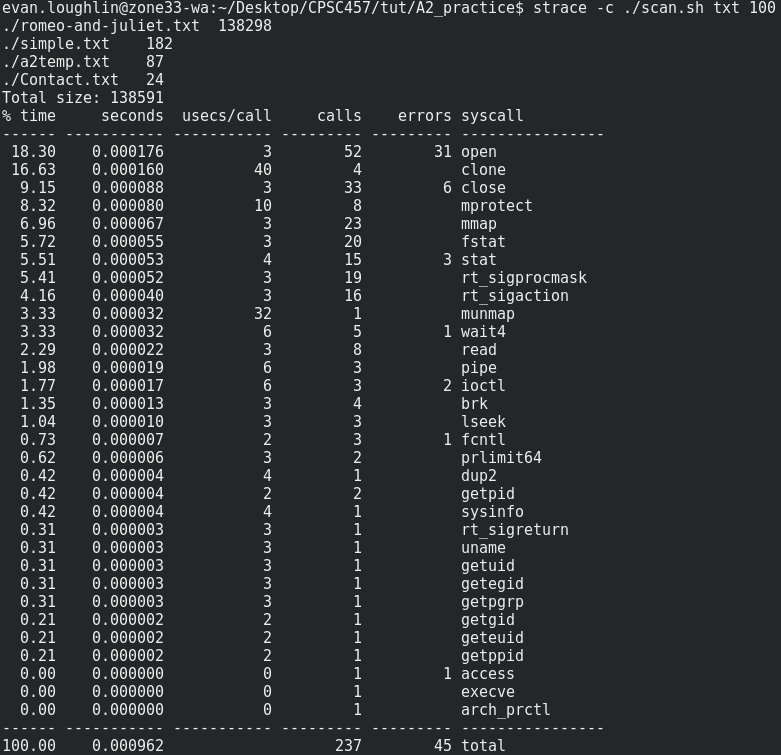 evan.loughlin@zone33-wa:~/Desktop/CPSC457/tut/A2_practice$ strace -c ./scan.sh txt 100
./romeo-and-juliet.txt  138298
./simple.txt    182
./a2temp.txt    87
./Contact.txt   24
Total size: 138591
% time     seconds  usecs/call     calls    errors syscall
------ ----------- ----------- --------- --------- ----------------
 18.30    0.000176           3        52        31 open
 16.63    0.000160          40         4           clone
  9.15    0.000088           3        33         6 close
  8.32    0.000080          10         8           mprotect
  6.96    0.000067           3        23           mmap
  5.72    0.000055           3        20           fstat
  5.51    0.000053           4        15         3 stat
  5.41    0.000052           3        19           rt_sigprocmask
  4.16    0.000040           3        16           rt_sigaction
  3.33    0.000032          32         1           munmap
  3.33    0.000032           6         5         1 wait4
  2.29    0.000022           3         8           read
  1.98    0.000019           6         3           pipe
  1.77    0.000017           6         3         2 ioctl
  1.35    0.000013           3         4           brk
  1.04    0.000010           3         3           lseek
  0.73    0.000007           2         3         1 fcntl
  0.62    0.000006           3         2           prlimit64
  0.42    0.000004           4         1           dup2
  0.42    0.000004           2         2           getpid
  0.42    0.000004           4         1           sysinfo
  0.31    0.000003           3         1           rt_sigreturn
  0.31    0.000003           3         1           uname
  0.31    0.000003           3         1           getuid
  0.31    0.000003           3         1           getegid
  0.31    0.000003           3         1           getpgrp
  0.21    0.000002           2         1           getgid
  0.21    0.000002           2         1           geteuid
  0.21    0.000002           2         1           getppid
  0.00    0.000000           0         1         1 access
  0.00    0.000000           0         1           execve
  0.00    0.000000           0         1           arch_prctl
------ ----------- ----------- --------- --------- ----------------
100.00    0.000962                   237        45 total